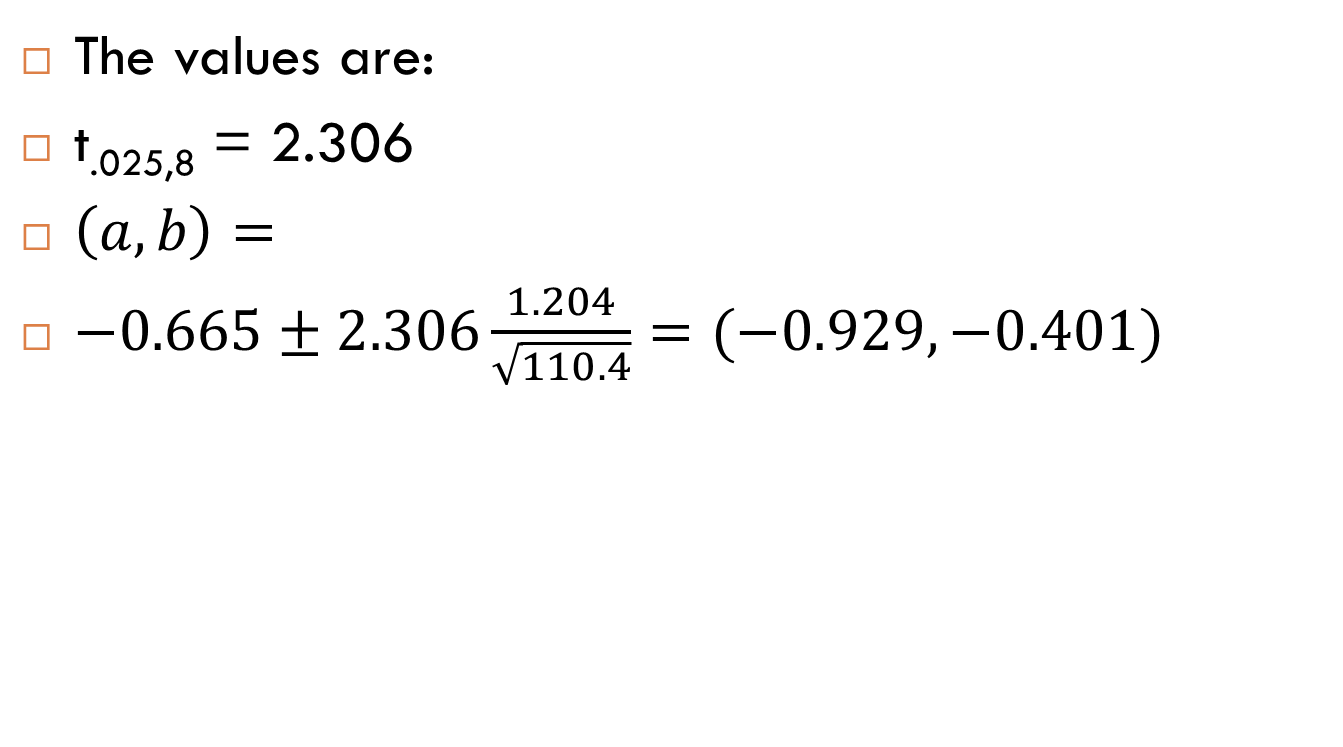 The values are:
t.025,8 = 2.306
(a, b) =
−0.665 ± 2.306 1.204/√110.4 = (−0.929, −0.401)